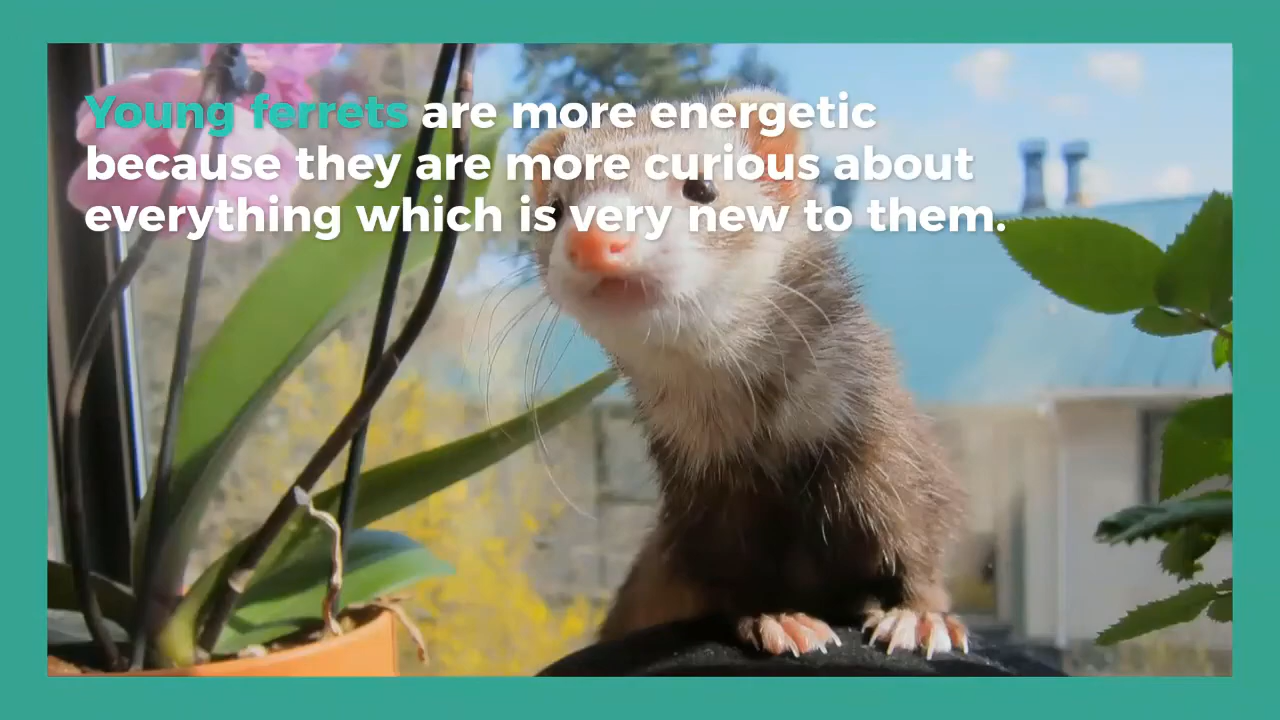 Young ferrets are more energetic
because they are more curious about
everything which is very new to them.